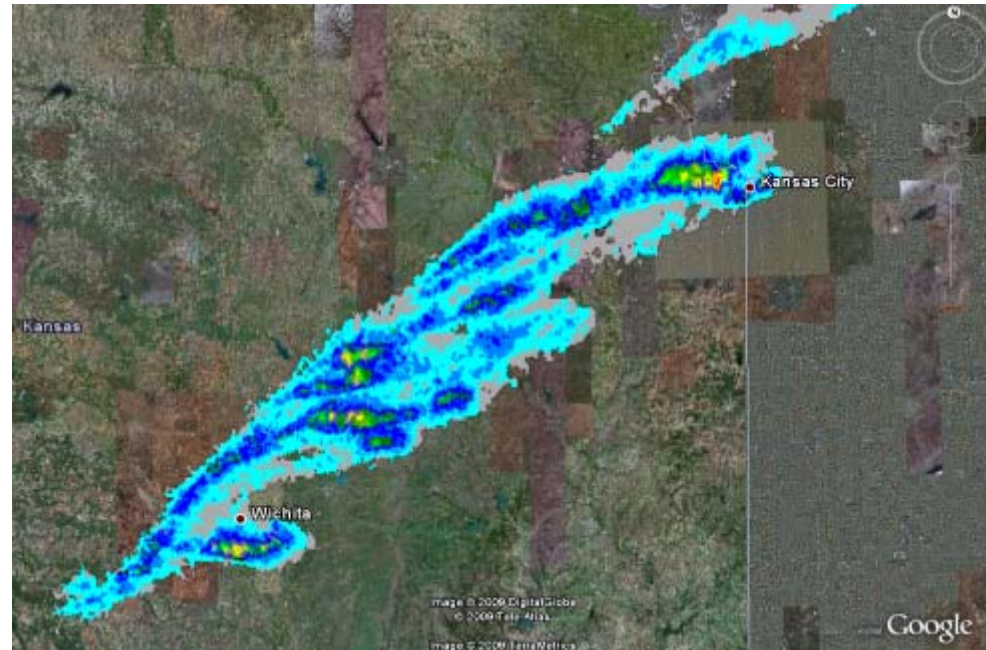 N
Kansas City
Kansas
Wichita
Image © 2009 DigitalGlobe
© 2009 Tele Atlas
Image © 2009 TerraMetrics
Google